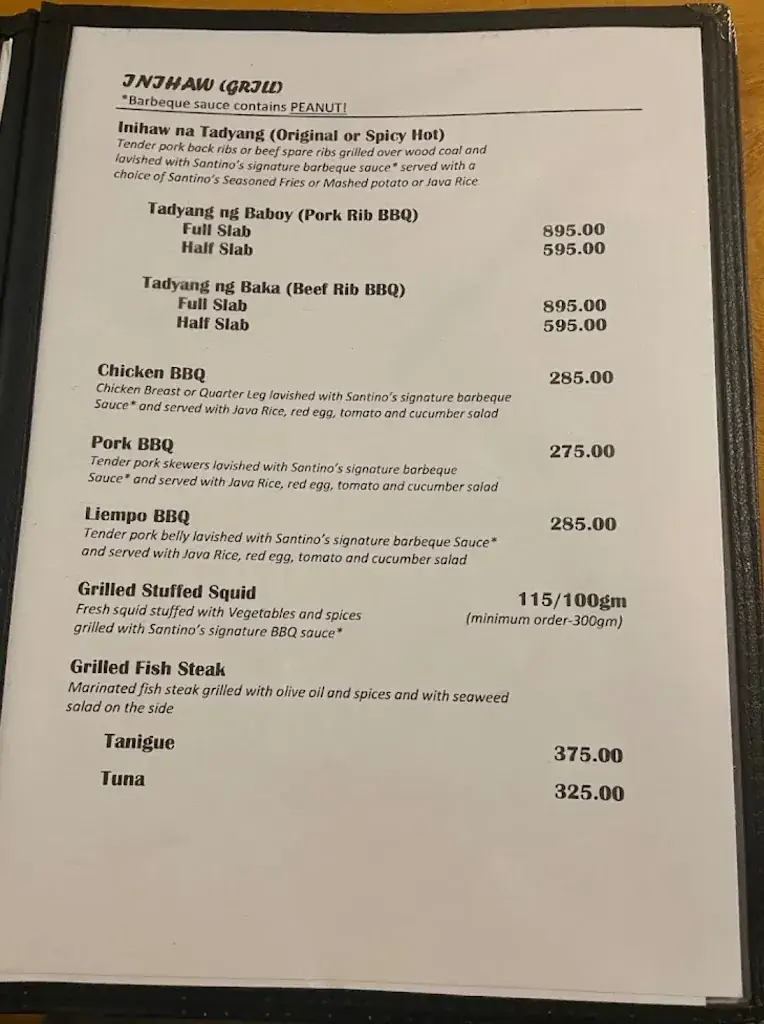 INIHAW (GRILL)
*Barbeque sauce contains PEANUT!
Inihaw na Tadyang (Original or Spicy Hot)
Tender pork back ribs or beef spare ribs grilled over wood coal and
lavished with Santino's signature barbeque sauce* served with a
choice of Santino's Seasoned Fries or Mashed potato or Java Rice
Tadyang ng Baboy (Pork Rib BBQ)
Full Slab 895.00
Half Slab 595.00
Tadyang ng Baka (Beef Rib BBQ)
Full Slab 895.00
Half Slab 595.00
Chicken BBQ 285.00
Chicken Breast or Quarter Leg lavished with Santino's signature barbeque
Sauce* and served with Java Rice, red egg, tomato and cucumber salad
Pork BBQ 275.00
Tender pork skewers lavished with Santino's signature barbeque
Sauce* and served with Java Rice, red egg, tomato and cucumber salad
Liempo BBQ 285.00
Tender pork belly lavished with Santino's signature barbeque Sauce*
and served with Java Rice, red egg, tomato and cucumber salad
Grilled Stuffed Squid 115/100gm
Fresh squid stuffed with Vegetables and spices (minimum order-300gm)
grilled with Santino's signature BBQ sauce*
Grilled Fish Steak
Marinated fish steak grilled with olive oil and spices and with seaweed
salad on the side
Tanigue 375.00
Tuna 325.00